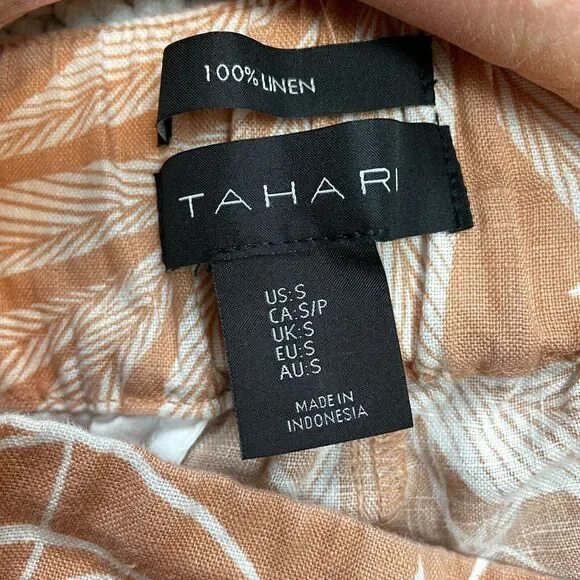 100% LINEN
TAHARI
US:S
CA:S/P
UK:S
EU:S
AU:S
MADE IN
INDONESIA